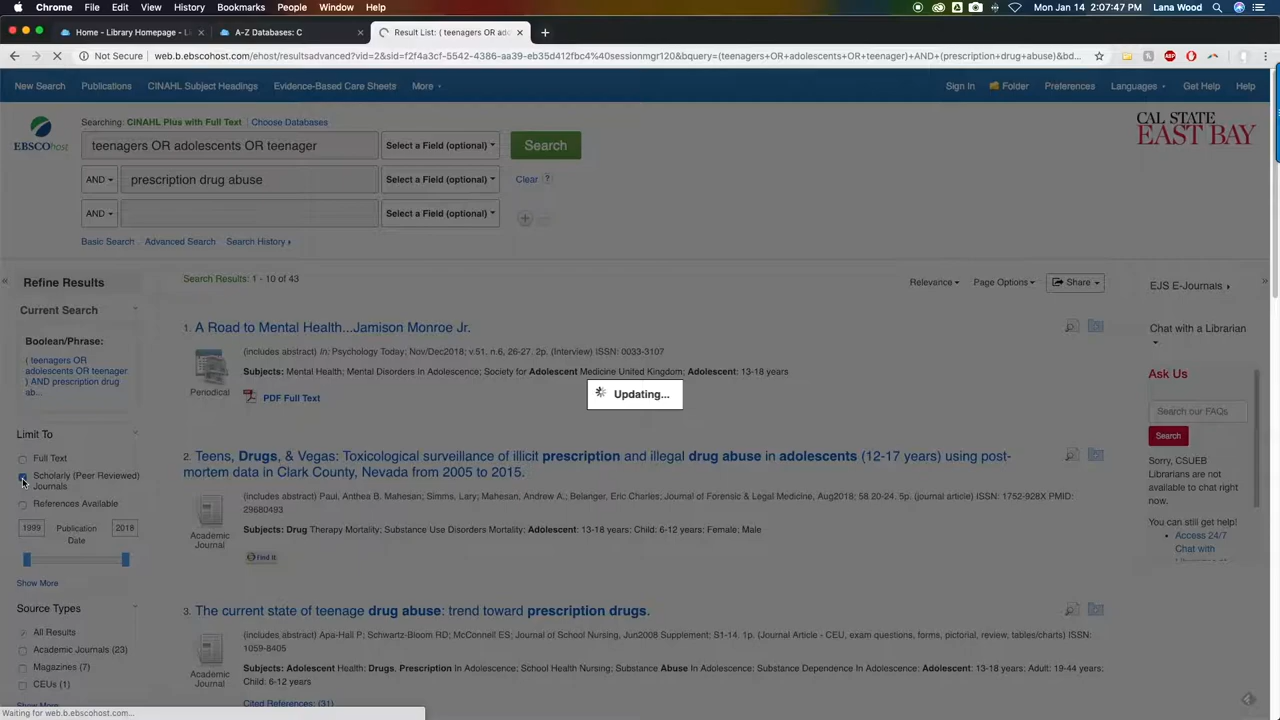 Chrome File Edit View History Bookmarks People Window Help Mon Jan 14 2:07:47 PM Lana Wood
Home - Library Homepage - Li × A-Z Databases: C × Result List: ( teenagers OR ado × +
Not Secure web.b.ebscohost.com/ehost/resultsadvanced?vid=2&sid=f2f4a3cf-5542-4386-aa39-eb35d412fbc4%40sessionmgr120&bquery=(teenagers+OR+adolescents+OR+teenager)+AND+(prescription+drug+abuse)&bd...
New Search Publications CINAHL Subject Headings Evidence-Based Care Sheets More Sign In Folder Preferences Languages Get Help Help
Searching: CINAHL Plus with Full Text Choose Databases
EBSCOhost
teenagers OR adolescents OR teenager Select a Field (optional) Search
AND prescription drug abuse Select a Field (optional) Clear ?
AND Select a Field (optional)
Basic Search Advanced Search Search History
CAL STATE
EAST BAY
Refine Results
Current Search
Boolean/Phrase:
( teenagers OR
adolescents OR teenager
) AND prescription drug
ab...
Limit To
Full Text
Scholarly (Peer Reviewed)
Journals
References Available
1999 Publication 2018
Date
Show More
Source Types
All Results
Academic Journals (23)
Magazines (7)
CEUs (1)
Show More
Waiting for web.b.ebscohost.com...
Search Results: 1 - 10 of 43 Relevance Page Options Share
1. A Road to Mental Health...Jamison Monroe Jr.
(includes abstract) In: Psychology Today; Nov/Dec2018; v.51. n.6, 26-27. 2p. (Interview) ISSN: 0033-3107
Subjects: Mental Health; Mental Disorders In Adolescence; Society for Adolescent Medicine United Kingdom; Adolescent: 13-18 years
Periodical
PDF Full Text
Updating...
2. Teens, Drugs, & Vegas: Toxicological surveillance of illicit prescription and illegal drug abuse in adolescents (12-17 years) using post-
mortem data in Clark County, Nevada from 2005 to 2015.
(includes abstract) Paul, Anthea B. Mahesan; Simms, Lary; Mahesan, Andrew A.; Belanger, Eric Charles; Journal of Forensic & Legal Medicine, Aug2018; 58 20-24. 5p. (journal article) ISSN: 1752-928X PMID:
29680493
Subjects: Drug Therapy Mortality; Substance Use Disorders Mortality; Adolescent: 13-18 years; Child: 6-12 years; Female; Male
Academic
Journal
Find It
3. The current state of teenage drug abuse: trend toward prescription drugs.
(includes abstract) Apa-Hall P; Schwartz-Bloom RD; McConnell ES; Journal of School Nursing, Jun2008 Supplement; S1-14. 1p. (Journal Article - CEU, exam questions, forms, pictorial, review, tables/charts) ISSN:
1059-8405
Subjects: Adolescent Health; Drugs, Prescription In Adolescence; School Health Nursing; Substance Abuse In Adolescence; Substance Dependence In Adolescence; Adolescent: 13-18 years; Adult: 19-44 years;
Child: 6-12 years
Academic
Journal
Cited References: (31)
EJS E-Journals
Chat with a Librarian
Ask Us
Search our FAQs
Search
Sorry, CSUEB
Librarians are not
available to chat right
now.
You can still get help!
Access 24/7
Chat with